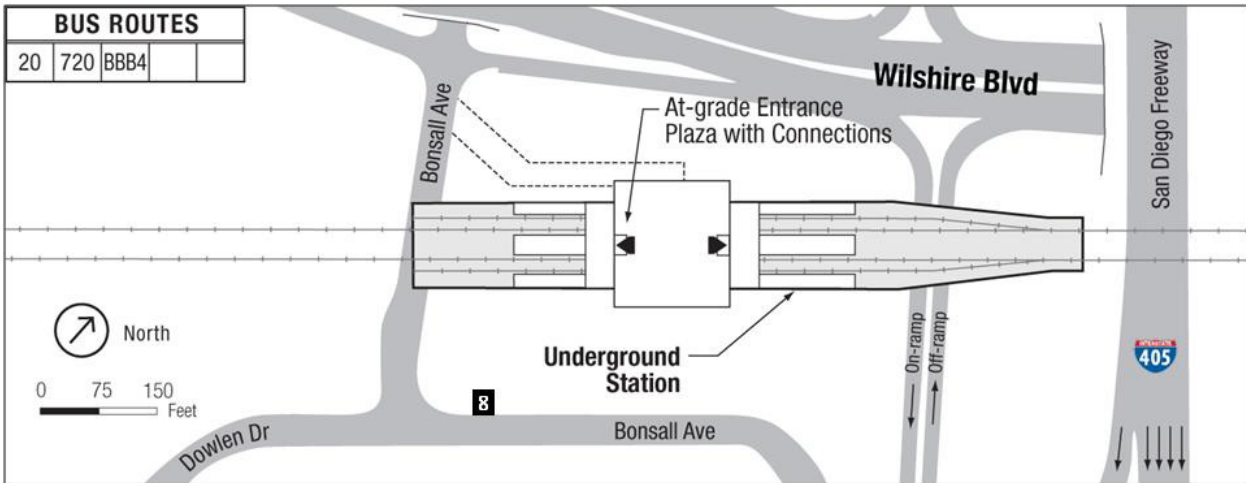 BUS ROUTES
20 720 BBB4
Wilshire Blvd
San Diego Freeway
Bonsall Ave
At-grade Entrance
Plaza with Connections
North
0 75 150
Feet
Underground
Station
On-ramp
Off-ramp
INTERSTATE
405
8
Dowlen Dr
Bonsall Ave